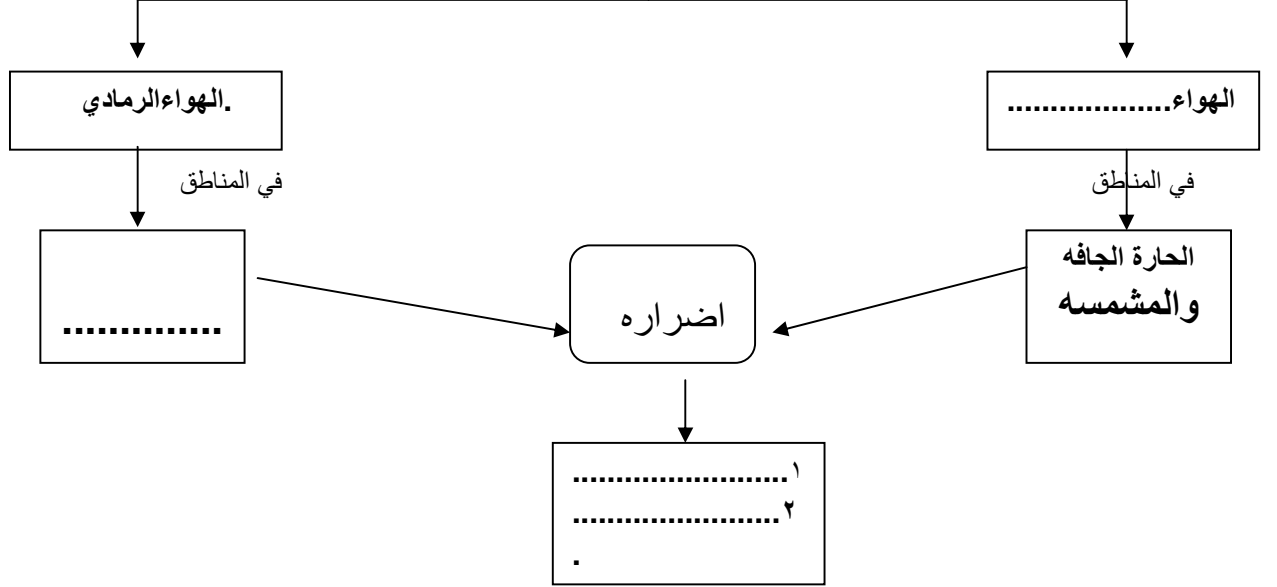 الهواء...................
.الهواءالرمادي
في المناطق
في المناطق
الحارة الجافه
والمشمسه
..............
اضراره
١.........................
٢........................
.